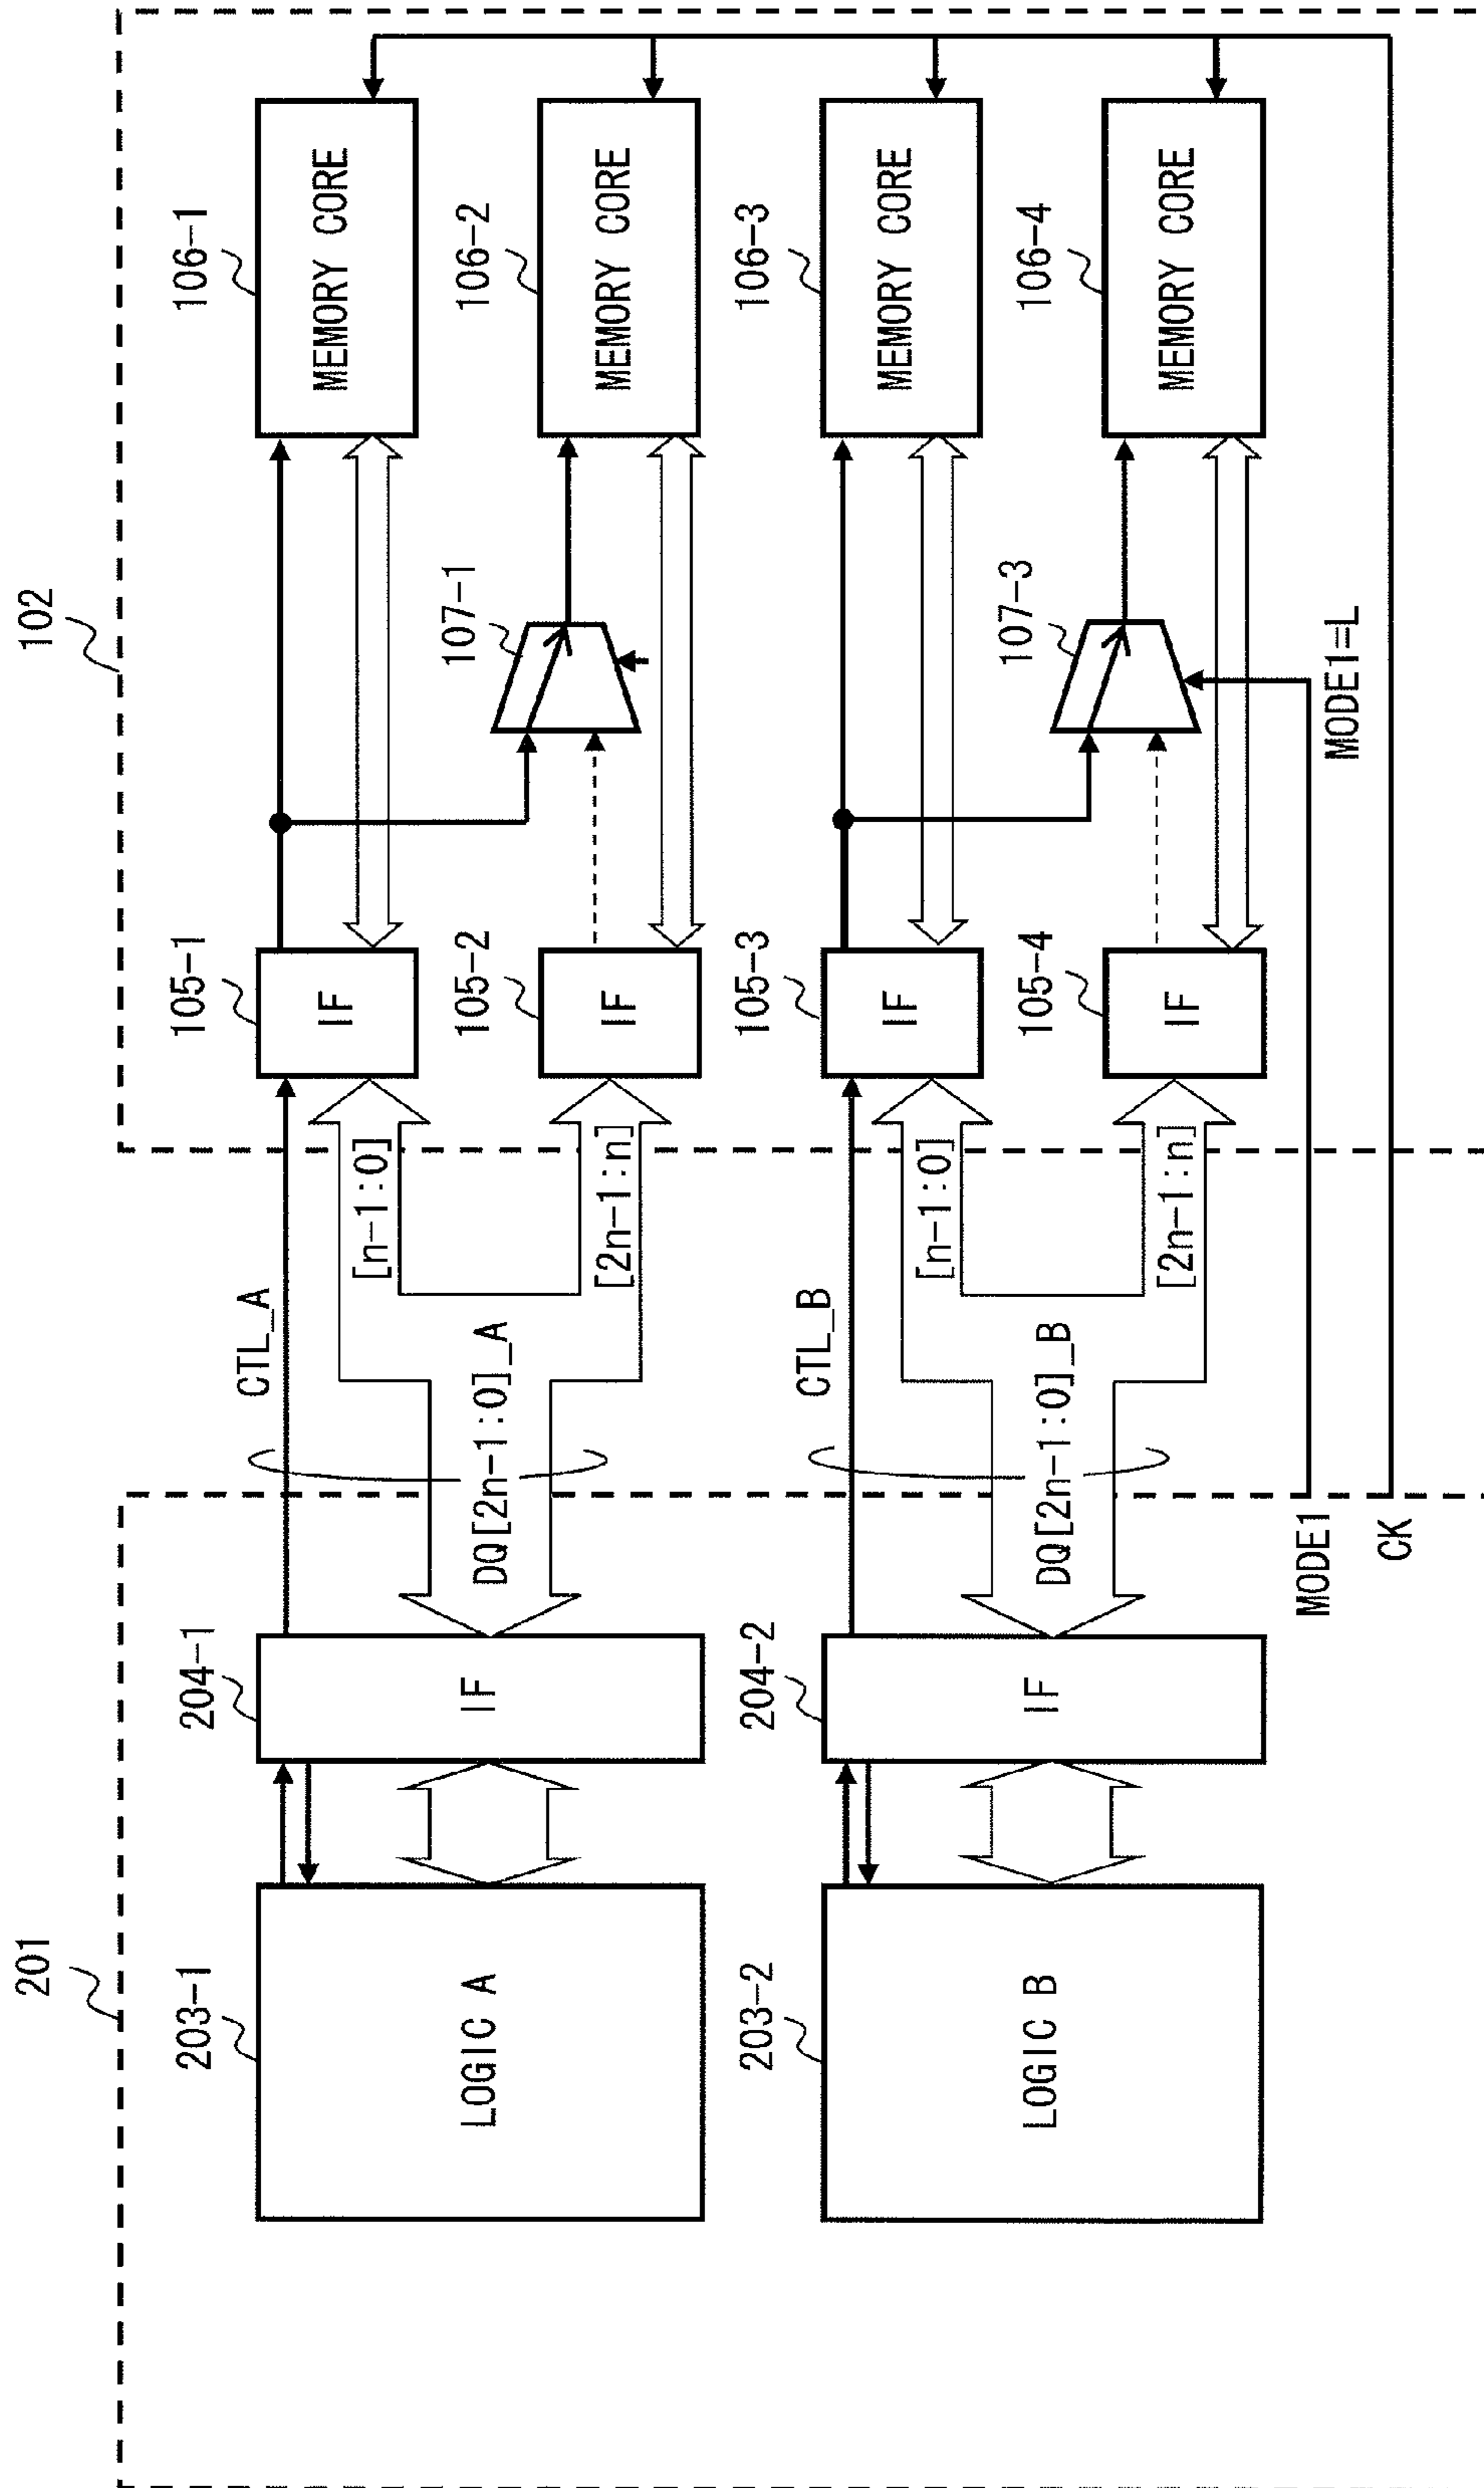 201
102
203-1
LOGIC A
204-1
IF
CTL_A
DQ[2n-1:0]_A
[n-1:0]
[2n-1:n]
105-1
IF
105-2
IF
107-1
106-1
MEMORY CORE
106-2
MEMORY CORE
203-2
LOGIC B
204-2
IF
CTL_B
DQ[2n-1:0]_B
[n-1:0]
[2n-1:n]
105-3
IF
105-4
IF
107-3
106-3
MEMORY CORE
106-4
MEMORY CORE
MODE1
MODE1=L
CK